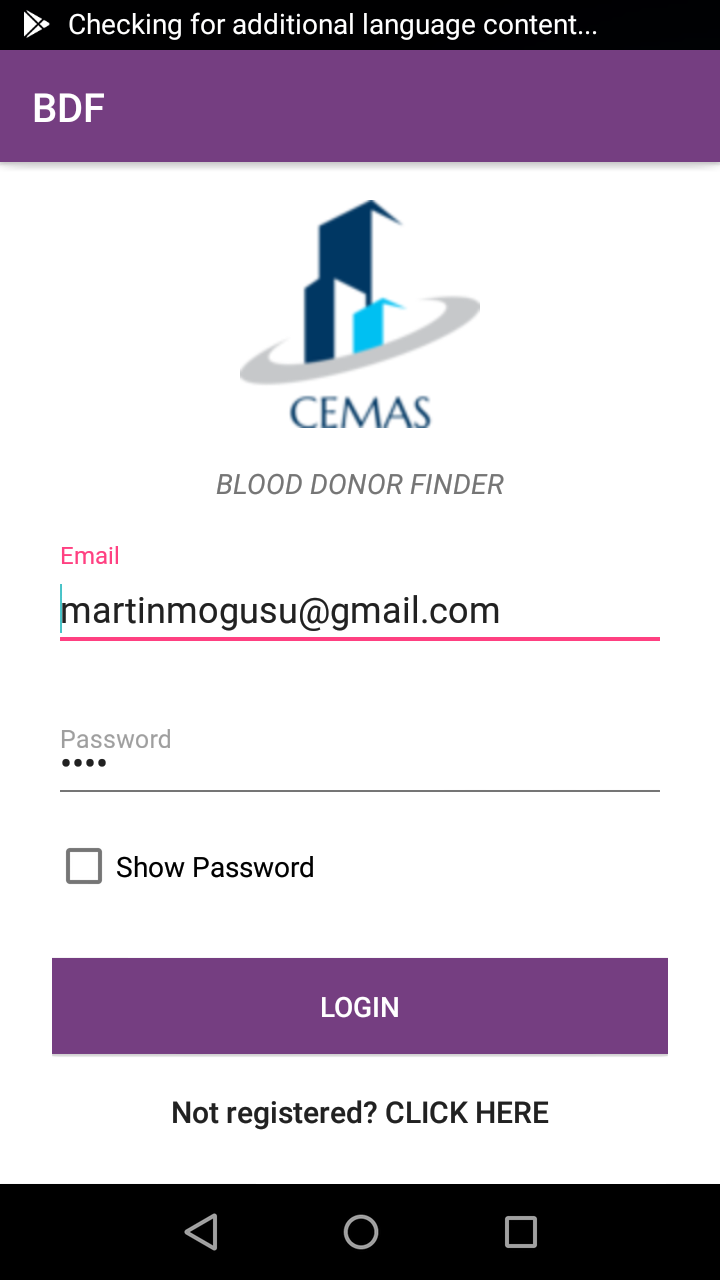 Checking for additional language content...
BDF
CEMAS
BLOOD DONOR FINDER
Email
martinmogusu@gmail.com
Password
••••
Show Password
LOGIN
Not registered? CLICK HERE